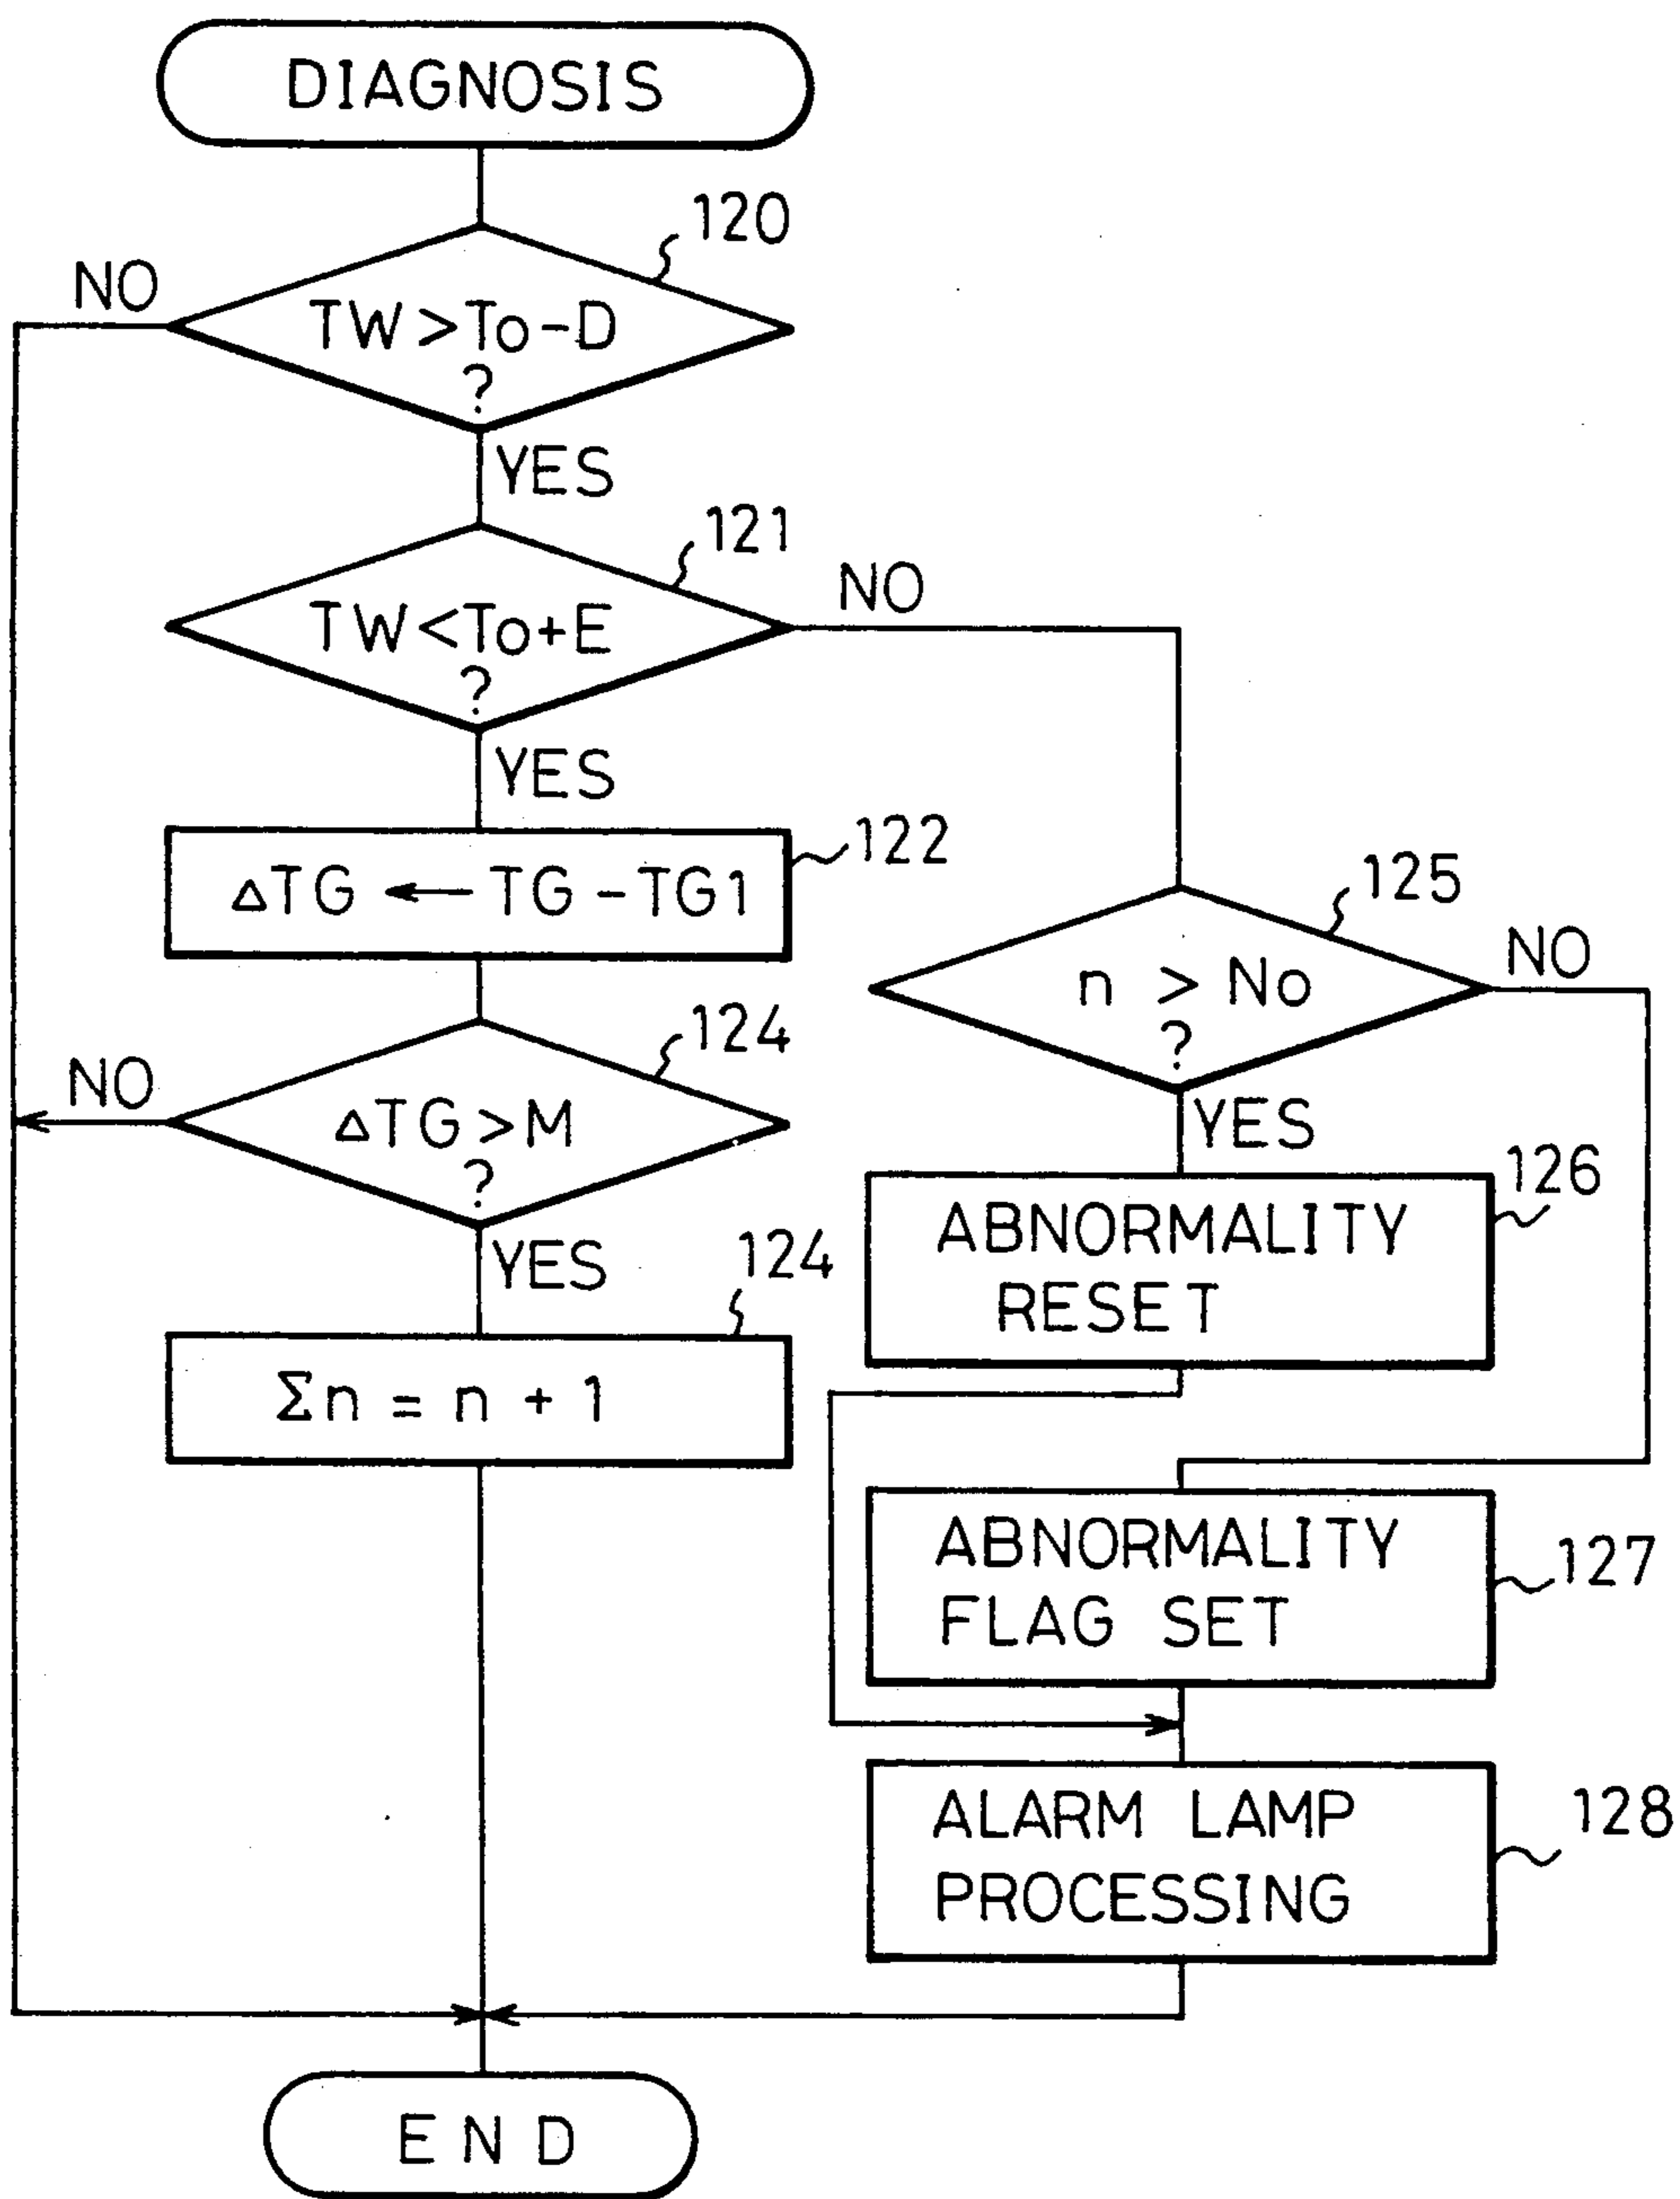 DIAGNOSIS
120
NO
TW>To-D
?
YES
121
NO
TW<To+E
?
YES
122
ΔTG ← TG-TG1
124
NO
ΔTG>M
?
YES
124
Σn = n + 1
125
NO
n > No
?
YES
126
ABNORMALITY
RESET
127
ABNORMALITY
FLAG SET
128
ALARM LAMP
PROCESSING
END